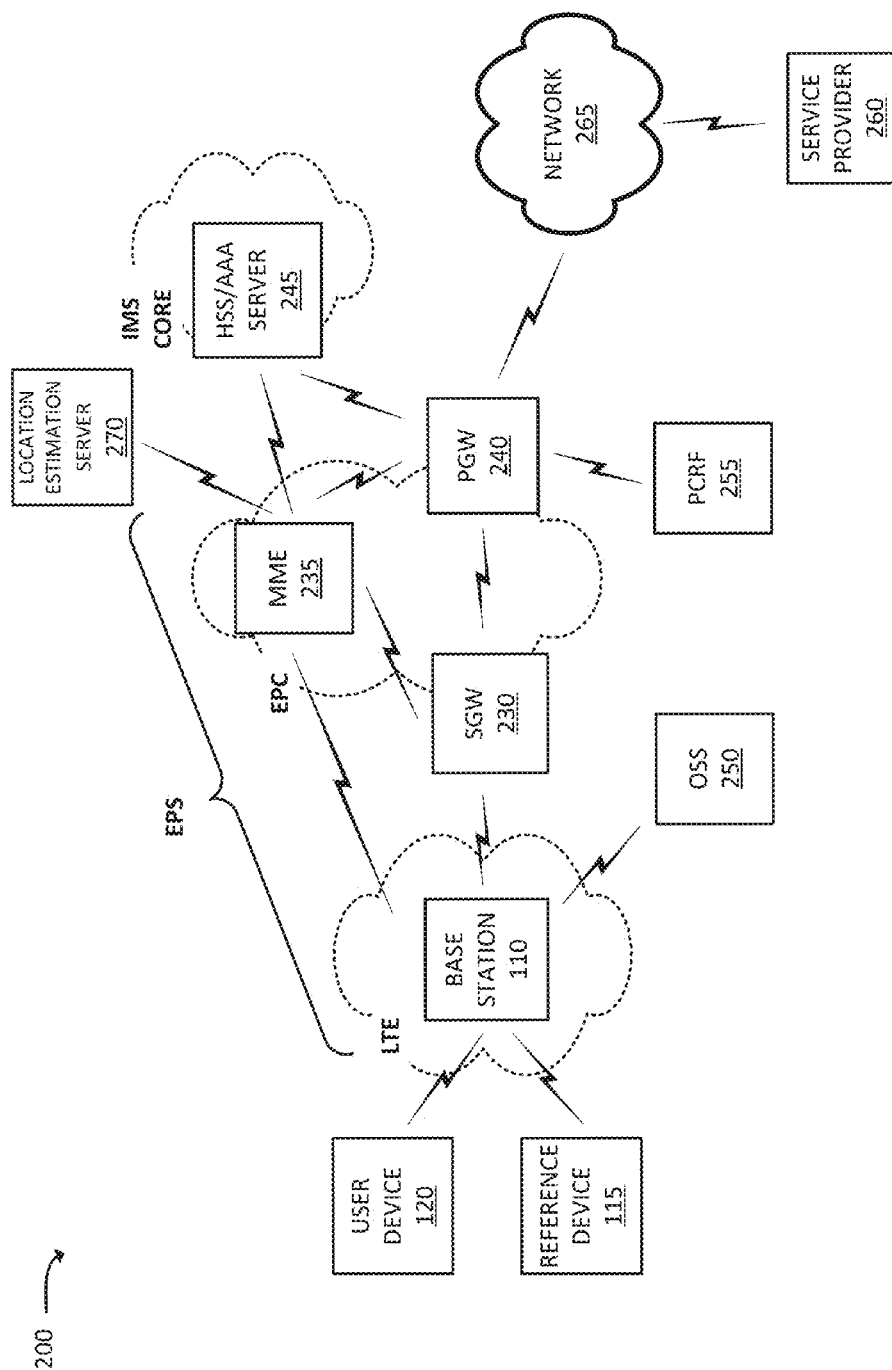 200
EPS
LOCATION
ESTIMATION
SERVER
270
IMS
CORE
HSS/AAA
SERVER
245
EPC
MME
235
LTE
USER
DEVICE
120
BASE
STATION
110
SGW
230
PGW
240
NETWORK
265
REFERENCE
DEVICE
115
OSS
250
PCRF
255
SERVICE
PROVIDER
260